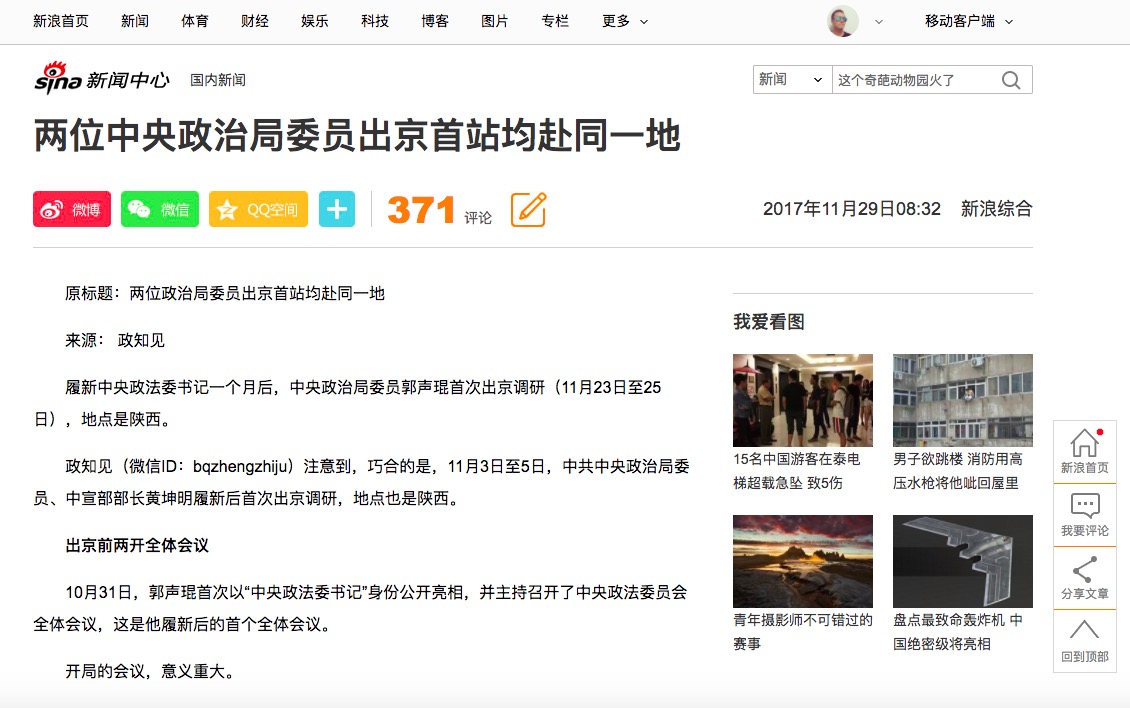 新浪首页 新闻 体育 财经 娱乐 科技 博客 图片 专栏 更多 移动客户端
sina 新闻中心 国内新闻 新闻 这个奇葩动物园火了
两位中央政治局委员出京首站均赴同一地
微博 微信 QQ空间 371 评论 2017年11月29日08:32 新浪综合
原标题：两位政治局委员出京首站均赴同一地
来源： 政知见
履新中央政法委书记一个月后，中央政治局委员郭声琨首次出京调研（11月23日至25
日），地点是陕西。
政知见（微信ID：bqzhengzhiju）注意到，巧合的是，11月3日至5日，中共中央政治局委
员、中宣部部长黄坤明履新后首次出京调研，地点也是陕西。
出京前两开全体会议
10月31日，郭声琨首次以“中央政法委书记”身份公开亮相，并主持召开了中央政法委员会
全体会议，这是他履新后的首个全体会议。
开局的会议，意义重大。
我爱看图
15名中国游客在泰电
梯超载急坠 致5伤
男子欲跳楼 消防用高
压水枪将他呲回屋里
青年摄影师不可错过的
赛事
盘点最致命轰炸机 中
国绝密级将亮相
新浪首页
我要评论
分享文章
回到顶部